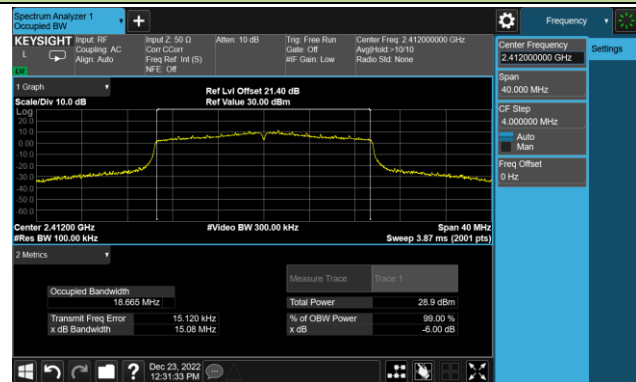 Spectrum Analyzer 1
Occupied BW
+
Frequency
KEYSIGHT
Input: RF
Coupling: AC
Align: Auto
Input Z: 50 Ω
Corr CCorr
Freq Ref: Int (S)
NFE: Off
Atten: 10 dB
Trig: Free Run
Gate: Off
#IF Gain: Low
Center Freq: 2.412000000 GHz
Avg|Hold:>10/10
Radio Std: None
L
LW
Center Frequency
2.412000000 GHz
Settings
Span
40.000 MHz
CF Step
4.000000 MHz
Auto
Man
Freq Offset
0 Hz
1 Graph
Scale/Div 10.0 dB
Ref Lvl Offset 21.40 dB
Ref Value 30.00 dBm
Log
20.0
10.0
0.00
-10.0
-20.0
-30.0
-40.0
-50.0
-60.0
Center 2.41200 GHz
#Video BW 300.00 kHz
Span 40 MHz
#Res BW 100.00 kHz
Sweep 3.87 ms (2001 pts)
2 Metrics
Measure Trace
Trace 1
Occupied Bandwidth
18.665 MHz
Total Power
28.9 dBm
Transmit Freq Error
15.120 kHz
% of OBW Power
99.00 %
x dB Bandwidth
15.08 MHz
x dB
-6.00 dB
?
Dec 23, 2022
12:31:33 PM